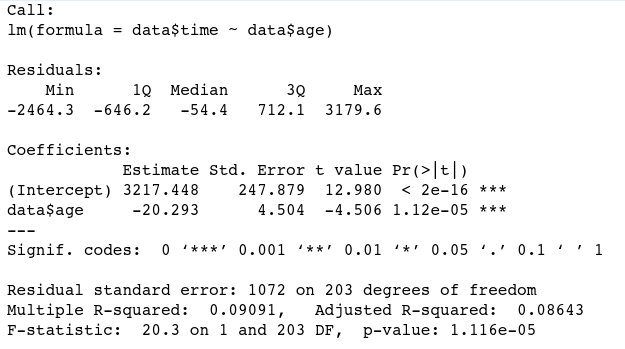 Call:
lm(formula = data$time ~ data$age)
Residuals:
Min 1Q Median 3Q Max
-2464.3 -646.2 -54.4 712.1 3179.6
Coefficients:
Estimate Std. Error t value Pr(>|t|)
(Intercept) 3217.448 247.879 12.980 < 2e-16 ***
data$age -20.293 4.504 -4.506 1.12e-05 ***
---
Signif. codes: 0 ‘***’ 0.001 ‘**’ 0.01 ‘*’ 0.05 ‘.’ 0.1 ‘ ’ 1
Residual standard error: 1072 on 203 degrees of freedom
Multiple R-squared: 0.09091, Adjusted R-squared: 0.08643
F-statistic: 20.3 on 1 and 203 DF, p-value: 1.116e-05